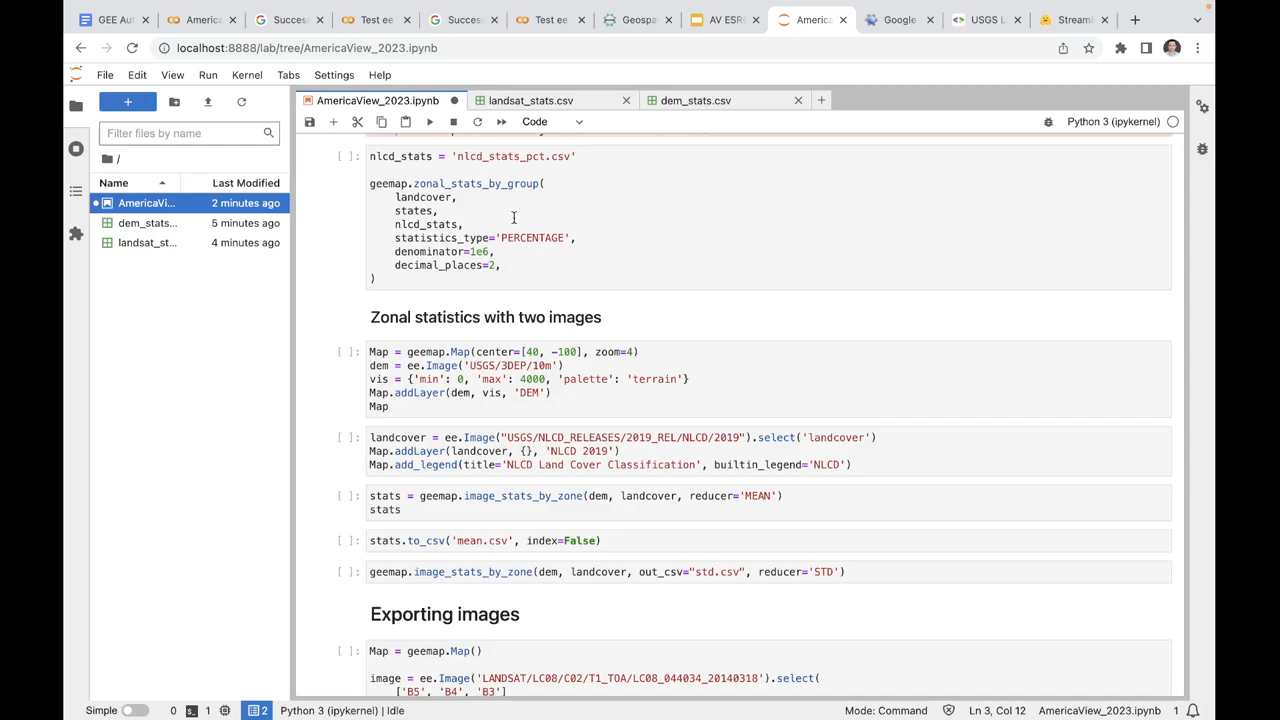 GEE Aut
America
Success
Test ee
Success
Test ee
Geospa
AV ESR
America
Google
USGS L
Streaml
localhost:8888/lab/tree/AmericaView_2023.ipynb
File Edit View Run Kernel Tabs Settings Help
AmericaView_2023.ipynb
landsat_stats.csv
dem_stats.csv
Code
Python 3 (ipykernel)
Filter files by name
/
Name Last Modified
AmericaVi... 2 minutes ago
dem_stats... 5 minutes ago
landsat_st... 4 minutes ago
[ ]: nlcd_stats = 'nlcd_stats_pct.csv'
geemap.zonal_stats_by_group(
landcover,
states,
nlcd_stats,
statistics_type='PERCENTAGE',
denominator=1e6,
decimal_places=2,
)
Zonal statistics with two images
[ ]: Map = geemap.Map(center=[40, -100], zoom=4)
dem = ee.Image('USGS/3DEP/10m')
vis = {'min': 0, 'max': 4000, 'palette': 'terrain'}
Map.addLayer(dem, vis, 'DEM')
Map
[ ]: landcover = ee.Image("USGS/NLCD_RELEASES/2019_REL/NLCD/2019").select('landcover')
Map.addLayer(landcover, {}, 'NLCD 2019')
Map.add_legend(title='NLCD Land Cover Classification', builtin_legend='NLCD')
[ ]: stats = geemap.image_stats_by_zone(dem, landcover, reducer='MEAN')
stats
[ ]: stats.to_csv('mean.csv', index=False)
[ ]: geemap.image_stats_by_zone(dem, landcover, out_csv="std.csv", reducer='STD')
Exporting images
[ ]: Map = geemap.Map()
image = ee.Image('LANDSAT/LC08/C02/T1_TOA/LC08_044034_20140318').select(
['B5', 'B4', 'B3']
Simple 0 1 2 Python 3 (ipykernel) | Idle Mode: Command Ln 3, Col 12 AmericaView_2023.ipynb 1